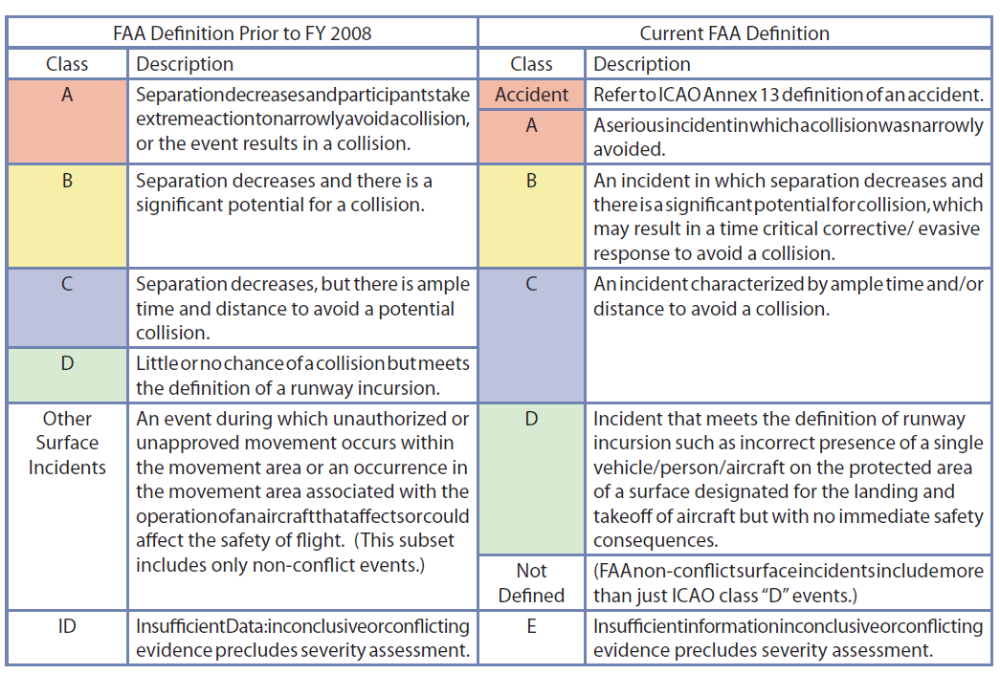 FAA Definition Prior to FY 2008
Current FAA Definition
Class
Description
Class
Description
A
Separation decreases and participants take
extreme action to narrowly avoid a collision,
or the event results in a collision.
Accident
Refer to ICAO Annex 13 definition of an accident.
A
A serious incident in which a collision was narrowly
avoided.
B
Separation decreases and there is a
significant potential for a collision.
B
An incident in which separation decreases and
there is a significant potential for collision, which
may result in a time critical corrective/ evasive
response to avoid a collision.
C
Separation decreases, but there is ample
time and distance to avoid a potential
collision.
C
An incident characterized by ample time and/or
distance to avoid a collision.
D
Little or no chance of a collision but meets
the definition of a runway incursion.
Other
Surface
Incidents
An event during which unauthorized or
unapproved movement occurs within
the movement area or an occurrence in
the movement area associated with the
operation of an aircraft that affects or could
affect the safety of flight. (This subset
includes only non-conflict events.)
D
Incident that meets the definition of runway
incursion such as incorrect presence of a single
vehicle/person/aircraft on the protected area
of a surface designated for the landing and
takeoff of aircraft but with no immediate safety
consequences.
Not
Defined
(FAA non-conflict surface incidents include more
than just ICAO class “D” events.)
ID
Insufficient Data: inconclusive or conflicting
evidence precludes severity assessment.
E
Insufficient information inconclusive or conflicting
evidence precludes severity assessment.